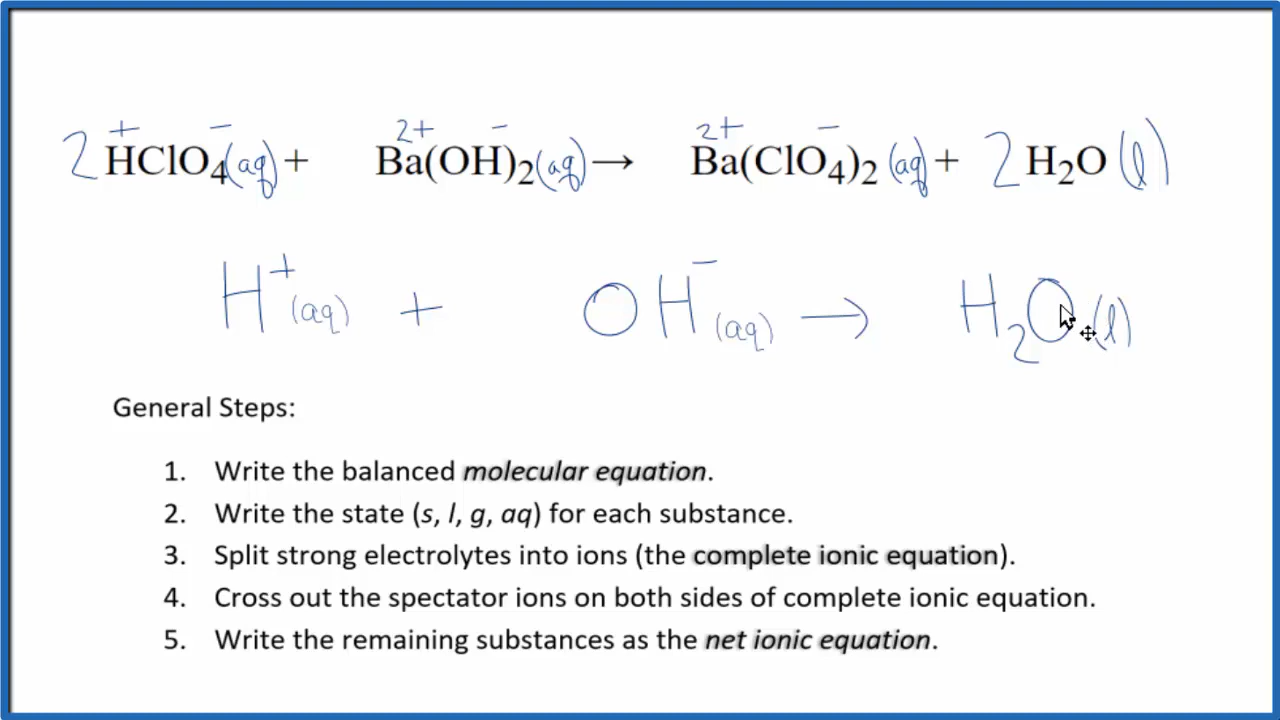 2 H⁺ClO₄⁻(aq) + Ba²⁺(OH)⁻₂(aq) → Ba²⁺(ClO₄)⁻₂(aq) + 2 H₂O(l)
H⁺(aq) + OH⁻(aq) → H₂O(l)
General Steps:
1. Write the balanced molecular equation.
2. Write the state (s, l, g, aq) for each substance.
3. Split strong electrolytes into ions (the complete ionic equation).
4. Cross out the spectator ions on both sides of complete ionic equation.
5. Write the remaining substances as the net ionic equation.